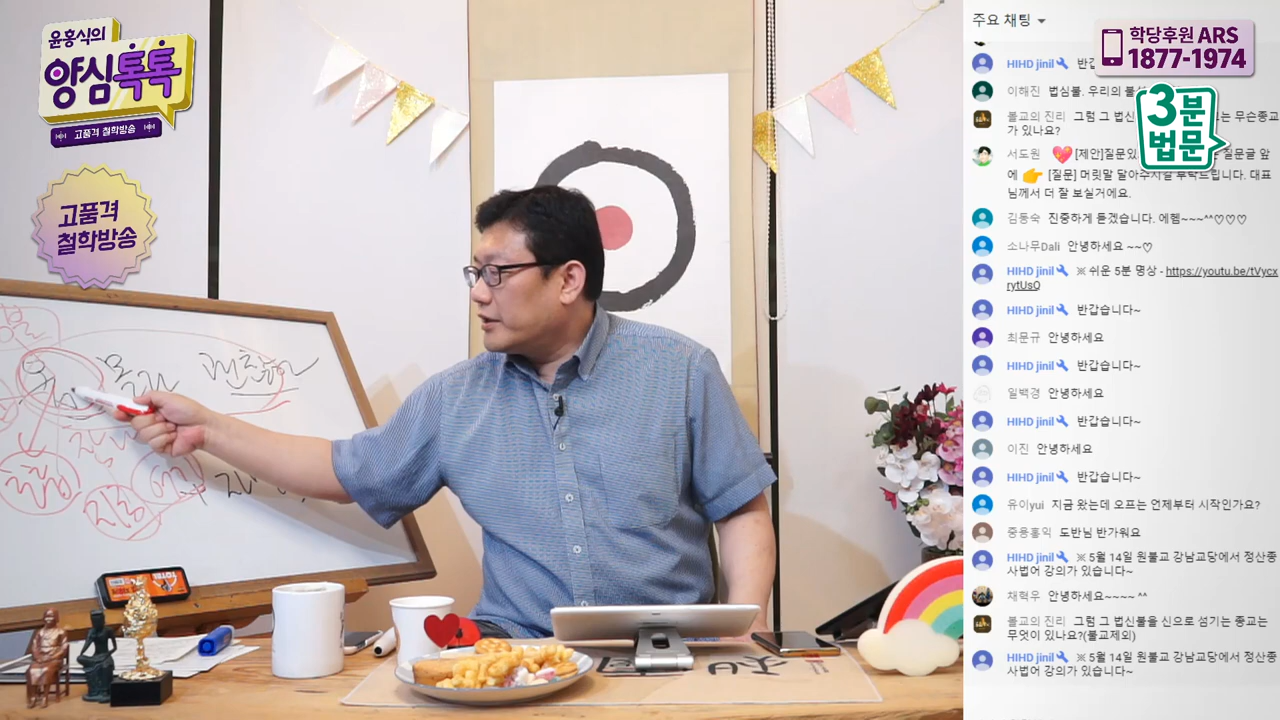 윤홍식의
양심톡톡
고품격 철학방송
고품격
철학방송
학당후원 ARS
1877-1974
3분
법문
주요 채팅
HIHD jinil 반갑
이해진 법심불. 우리의
불교의 진리 그럼 그 법신 는 무슨종교
가 있나요?
서도원 [제안]질문있 질문글 앞
에 [질문] 머릿말 달아주시길 부탁드립니다. 대표
님께서 더 잘 보실거에요.
김동숙 진중하게 듣겠습니다. 에헴~~~^^♡♡♡
소나무Dali 안녕하세요 ~~♡
HIHD jinil ※ 쉬운 5분 명상 - https://youtu.be/tVycx
rytUsQ
HIHD jinil 반갑습니다~
최문규 안녕하세요
HIHD jinil 반갑습니다~
일백경 안녕하세요
HIHD jinil 반갑습니다~
이진 안녕하세요
HIHD jinil 반갑습니다~
유이yui 지금 왔는데 오프는 언제부터 시작인가요?
중용홍익 도반님 반가워요
HIHD jinil ※ 5월 14일 원불교 강남교당에서 정산종
사법어 강의가 있습니다~
채혁우 안녕하세요~~~~ ^^
불교의 진리 그럼 그 법신불을 신으로 섬기는 종교는
무엇이 있나요?(불교제외)
HIHD jinil ※ 5월 14일 원불교 강남교당에서 정산종
사법어 강의가 있습니다~